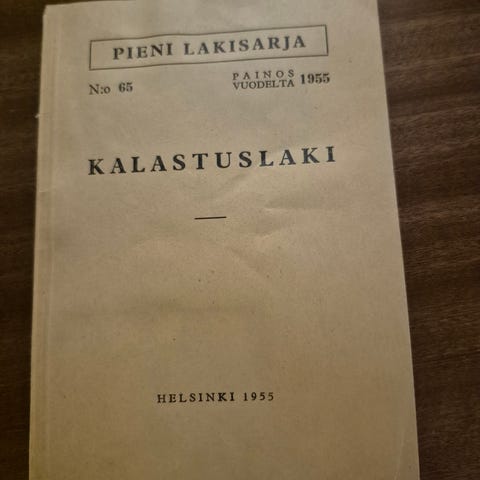 PIENI LAKISARJA
N:o 65 PAINOS VUODELTA 1955
KALASTUSLAKI
HELSINKI 1955